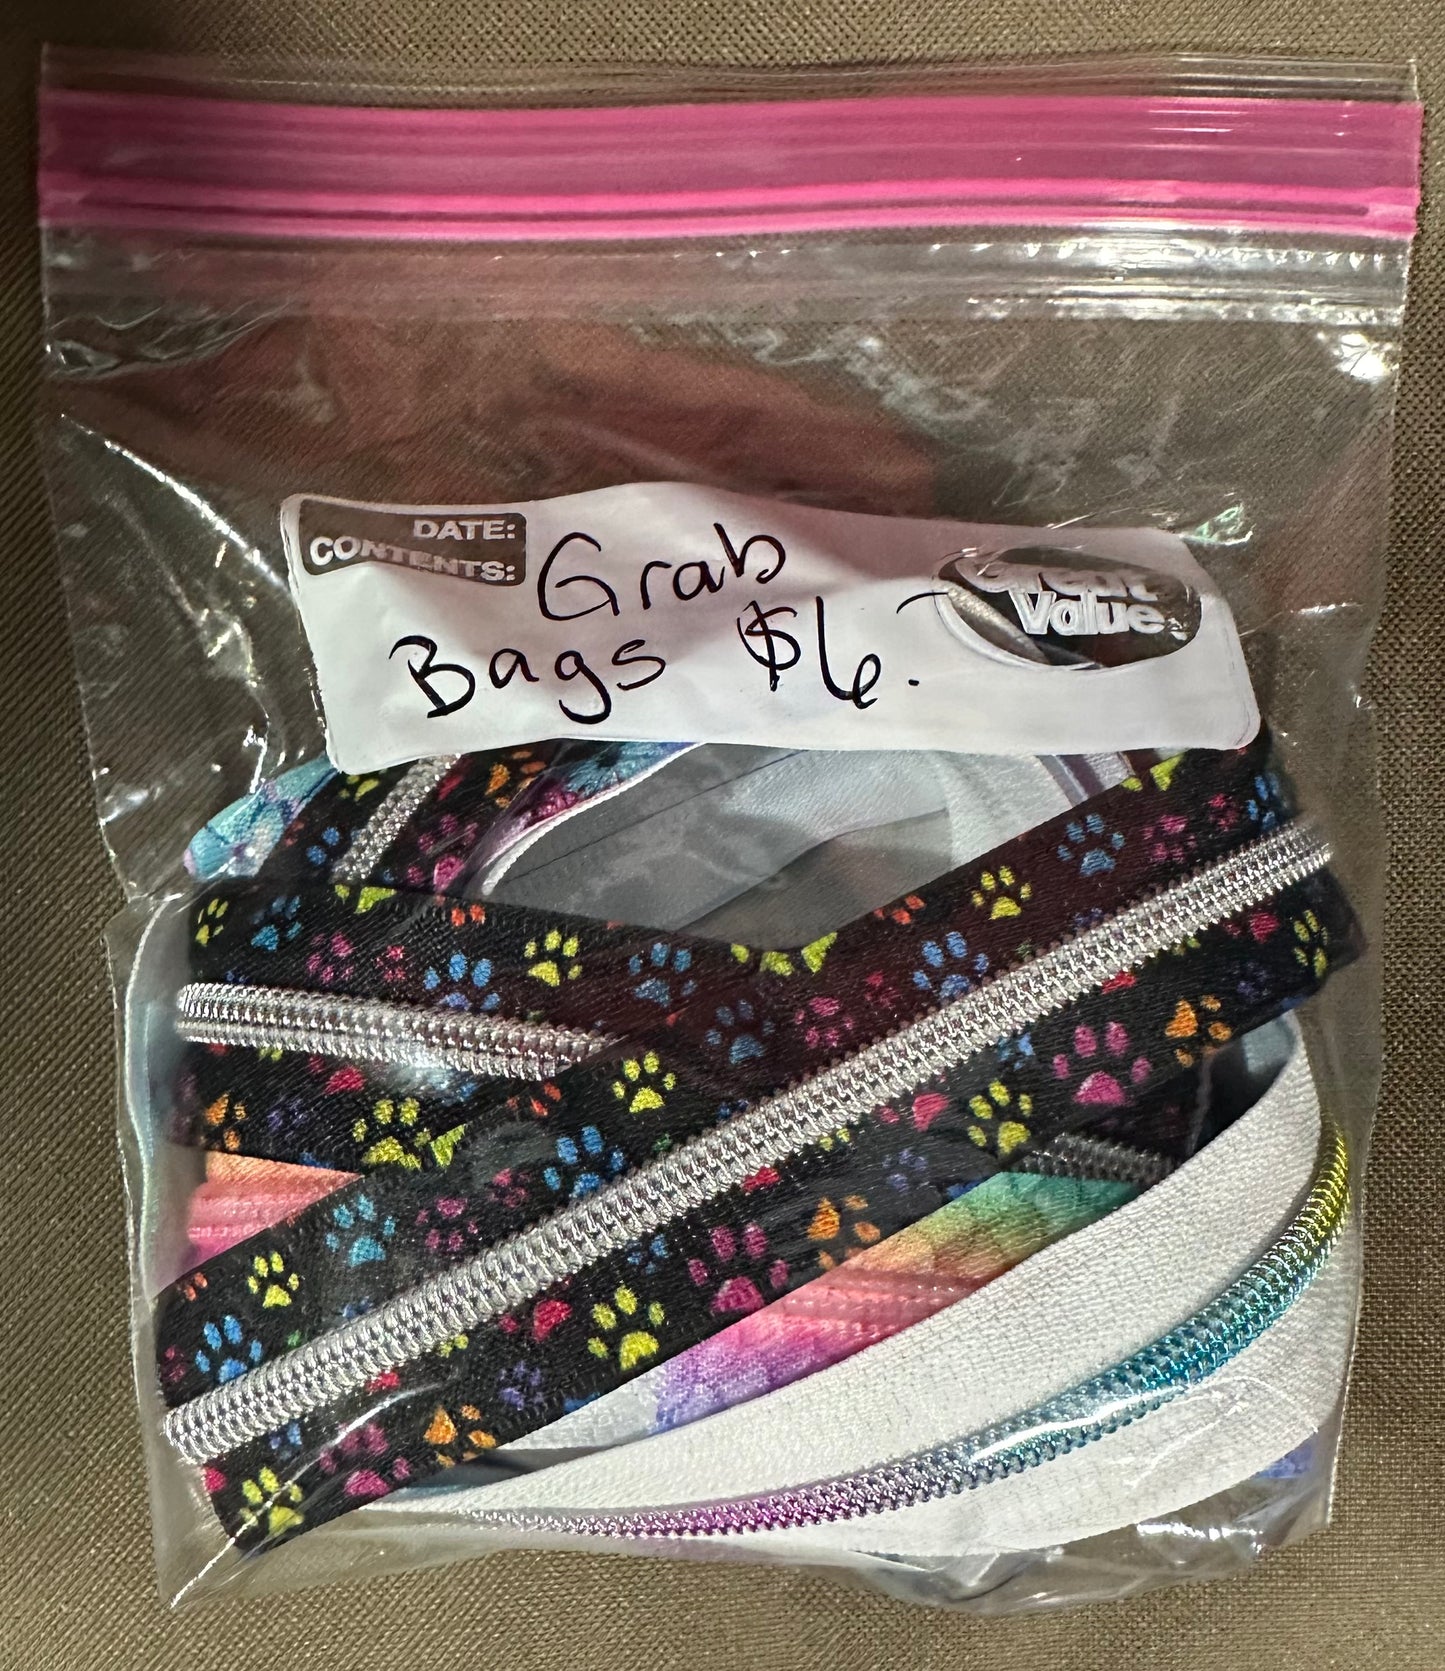 DATE:
CONTENTS:
Grab
Bags $6.
Great
Value